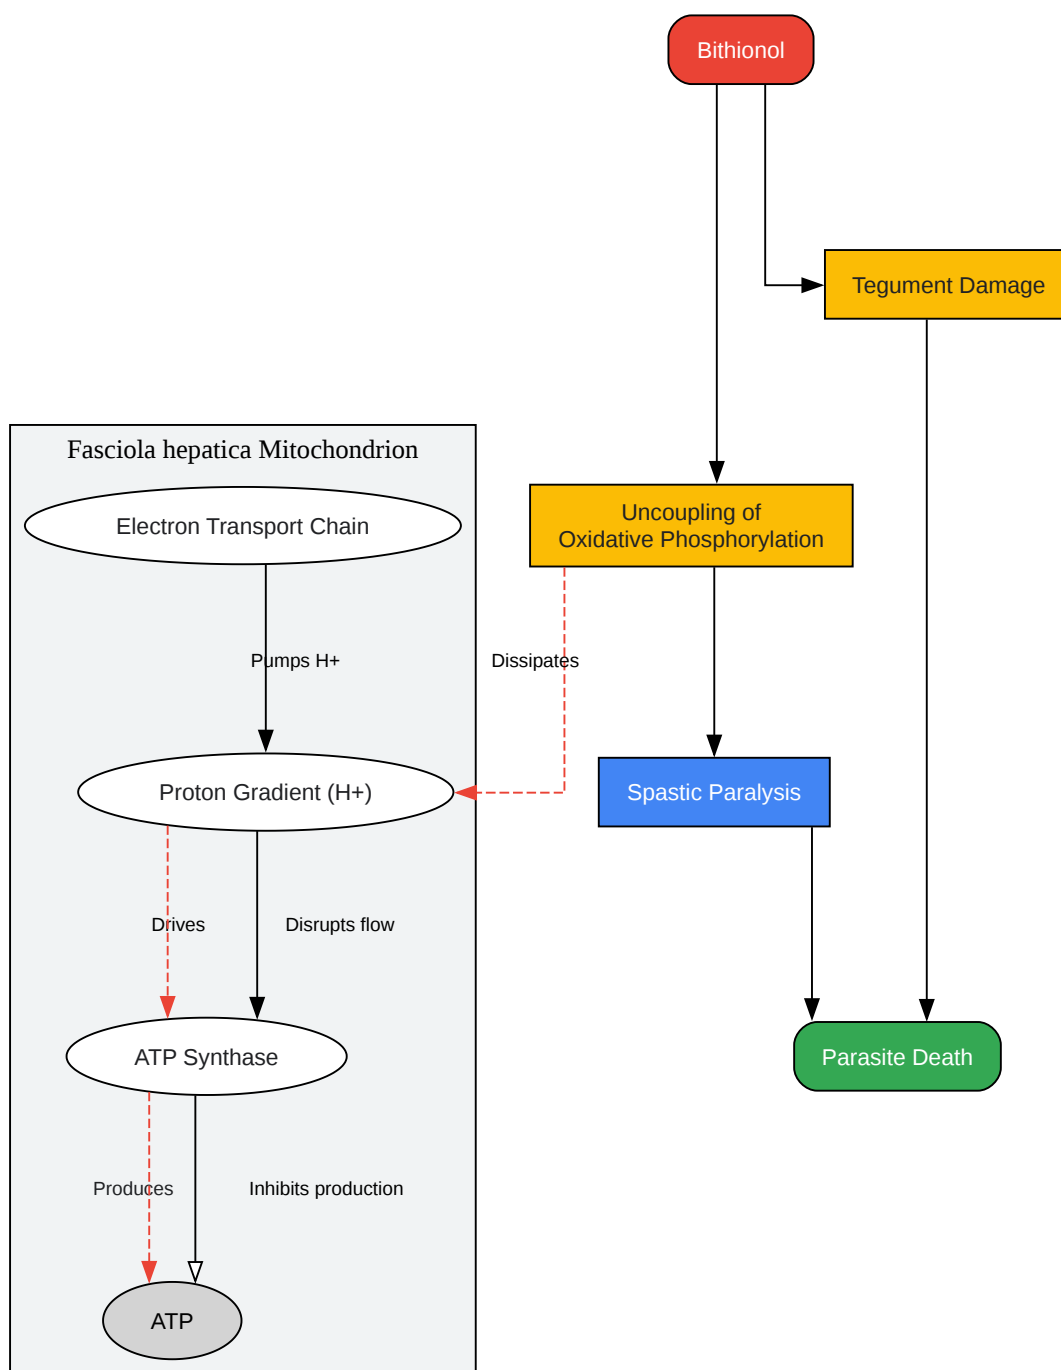 Bithionol
Tegument Damage
Fasciola hepatica Mitochondrion
Electron Transport Chain
Uncoupling of
Oxidative Phosphorylation
Pumps H+
Dissipates
Proton Gradient (H+)
Spastic Paralysis
Drives
Disrupts flow
ATP Synthase
Parasite Death
Produces
Inhibits production
ATP